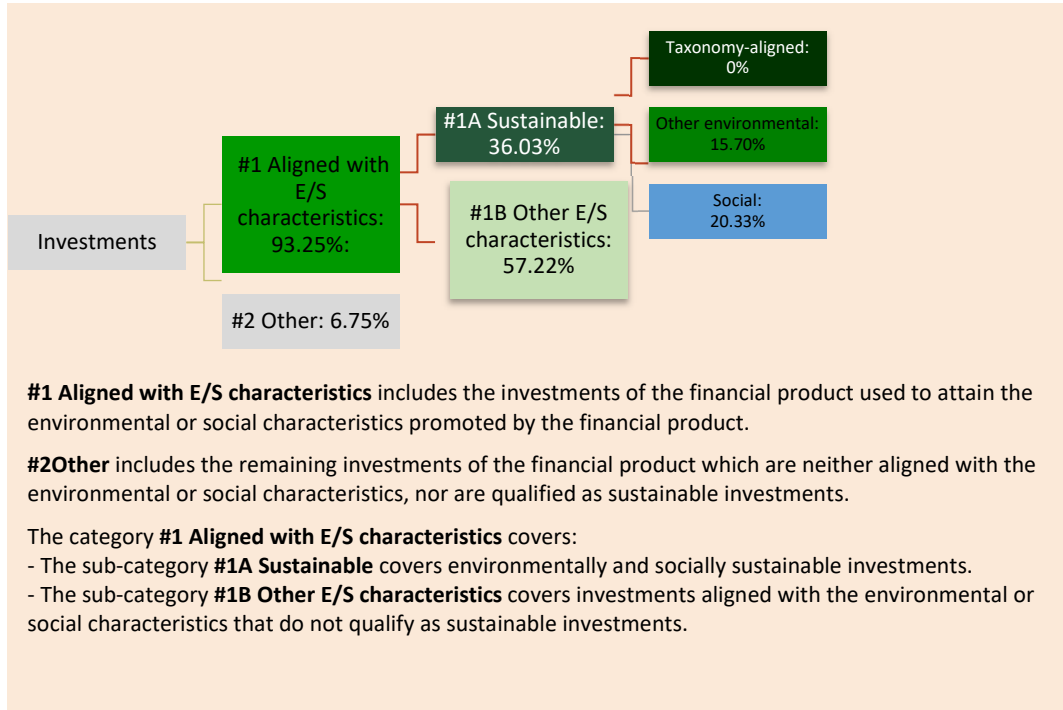 Investments
#1 Aligned with
E/S
characteristics:
93.25%:
#2 Other: 6.75%
#1A Sustainable:
36.03%
#1B Other E/S
characteristics:
57.22%
Taxonomy-aligned:
0%
Other environmental:
15.70%
Social:
20.33%
#1 Aligned with E/S characteristics includes the investments of the financial product used to attain the
environmental or social characteristics promoted by the financial product.
#2Other includes the remaining investments of the financial product which are neither aligned with the
environmental or social characteristics, nor are qualified as sustainable investments.
The category #1 Aligned with E/S characteristics covers:
- The sub-category #1A Sustainable covers environmentally and socially sustainable investments.
- The sub-category #1B Other E/S characteristics covers investments aligned with the environmental or
social characteristics that do not qualify as sustainable investments.